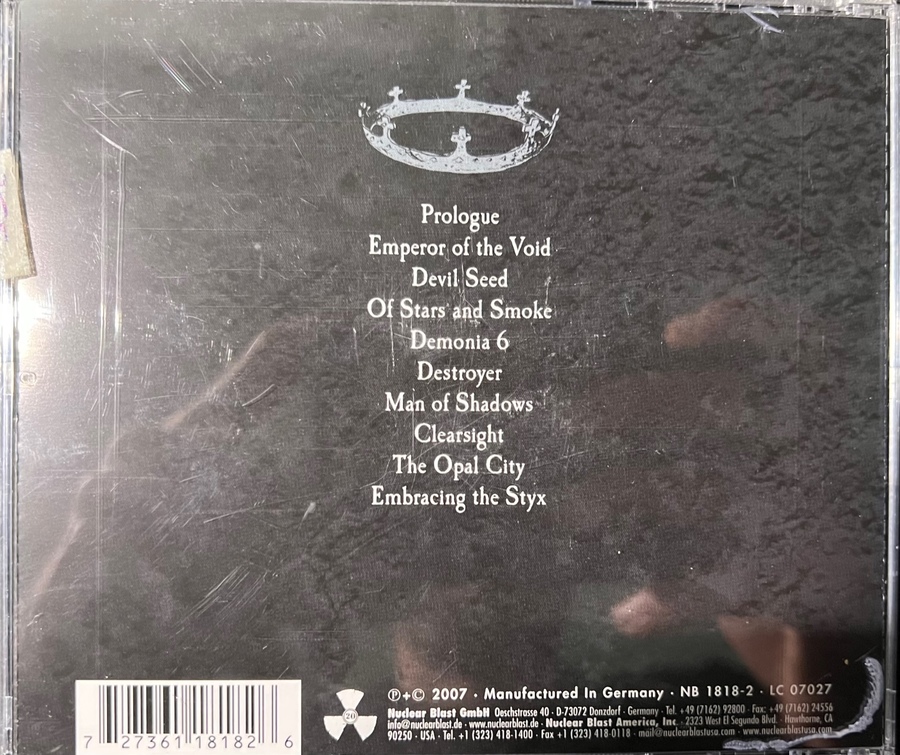 Prologue
Emperor of the Void
Devil Seed
Of Stars and Smoke
Demonia 6
Destroyer
Man of Shadows
Clearsight
The Opal City
Embracing the Styx
℗+© 2007 · Manufactured In Germany · NB 1818-2 · LC 07027
Nuclear Blast GmbH Oeschstrasse 40 · D-73072 Donzdorf · Germany · Tel. +49 (7162) 92800 · Fax: +49 (7162) 24556
info@nuclearblast.de · www.nuclearblast.de · Nuclear Blast America, Inc. · 2323 West El Segundo Blvd. · Hawthorne, CA
90250 · USA · Tel. +1 (323) 418-1400 · Fax +1 (323) 418-0118 · mail@nuclearblastusa.com · www.nuclearblastusa.com
7 27361 18182 6